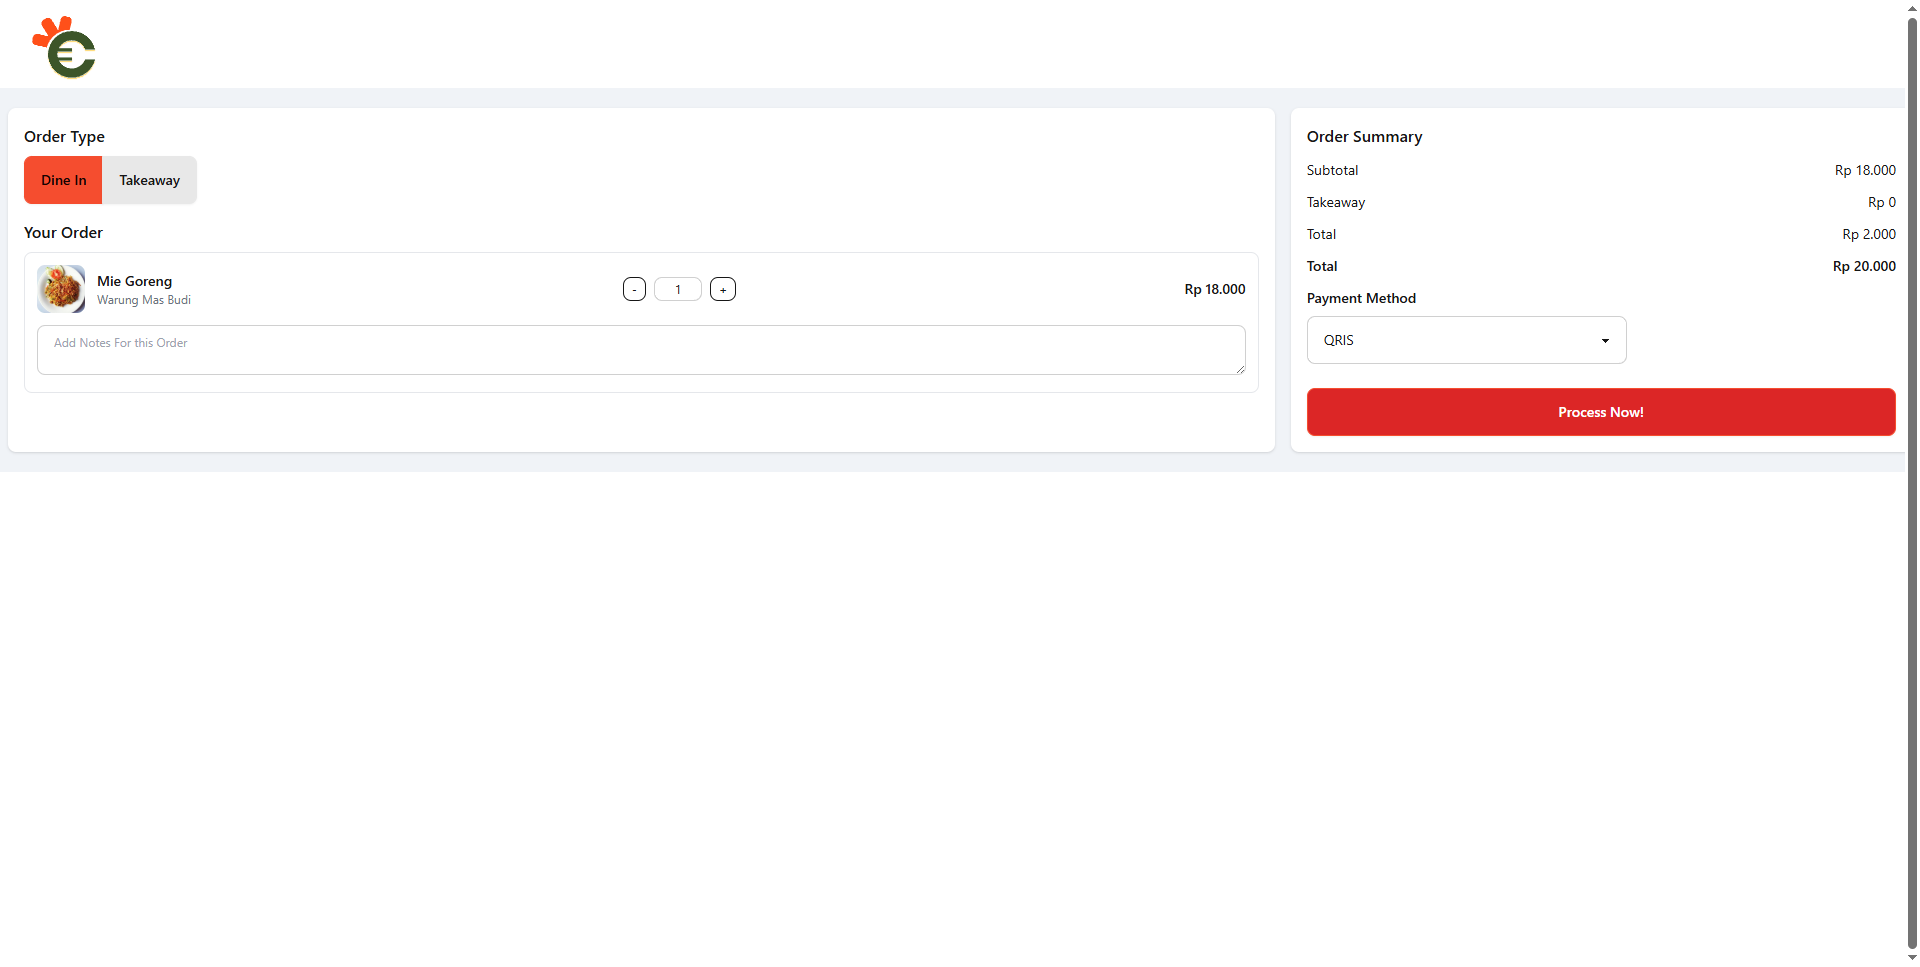 Order Type
Dine In
Takeaway
Your Order
Mie Goreng
Warung Mas Budi
-
1
+
Rp 18.000
Add Notes For this Order
Order Summary
Subtotal Rp 18.000
Takeaway Rp 0
Total Rp 2.000
Total Rp 20.000
Payment Method
QRIS
Process Now!